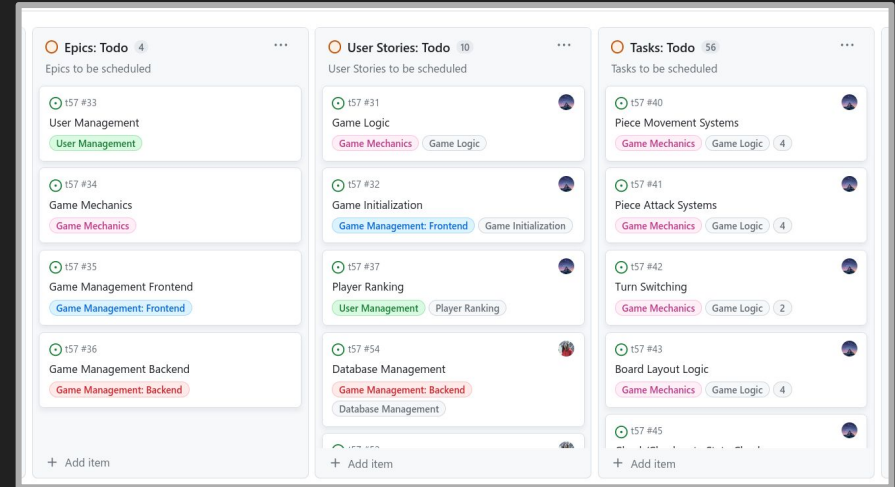 Epics: Todo 4
Epics to be scheduled
t57 #33
User Management
User Management
t57 #34
Game Mechanics
Game Mechanics
t57 #35
Game Management Frontend
Game Management: Frontend
t57 #36
Game Management Backend
Game Management: Backend
+ Add item
User Stories: Todo 10
User Stories to be scheduled
t57 #31
Game Logic
Game Mechanics Game Logic
t57 #32
Game Initialization
Game Management: Frontend Game Initialization
t57 #37
Player Ranking
User Management Player Ranking
t57 #54
Database Management
Game Management: Backend
Database Management
+ Add item
Tasks: Todo 56
Tasks to be scheduled
t57 #40
Piece Movement Systems
Game Mechanics Game Logic 4
t57 #41
Piece Attack Systems
Game Mechanics Game Logic 4
t57 #42
Turn Switching
Game Mechanics Game Logic 2
t57 #43
Board Layout Logic
Game Mechanics Game Logic 4
t57 #45
+ Add item